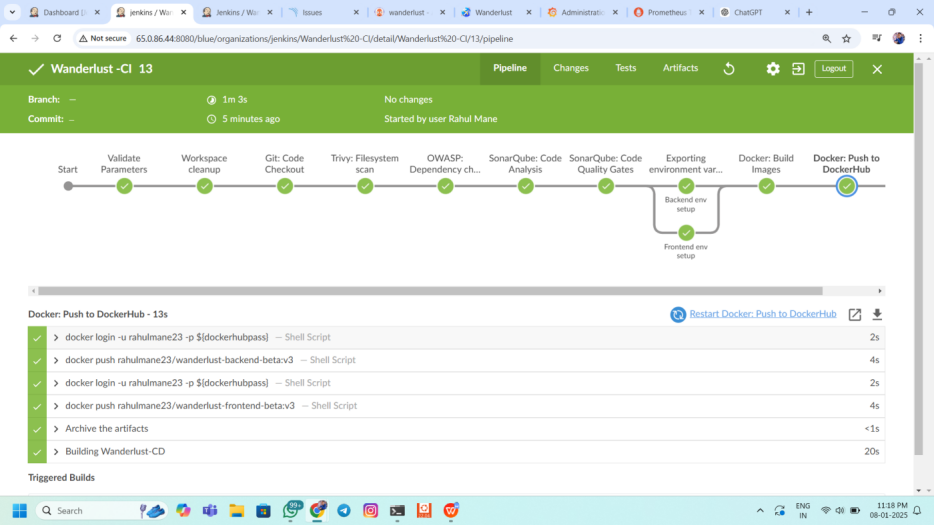 Dashboard [
jenkins / Wan
Jenkins / Wan
Issues
wanderlust -
Wanderlust
Administratio
Prometheus
ChatGPT
Not secure
65.0.86.44:8080/blue/organizations/jenkins/Wanderlust%20-CI/detail/Wanderlust%20-CI/13/pipeline
Wanderlust -CI 13
Pipeline
Changes
Tests
Artifacts
Logout
Branch: —
1m 3s
No changes
Commit: –
5 minutes ago
Started by user Rahul Mane
Start
Validate Parameters
Workspace cleanup
Git: Code Checkout
Trivy: Filesystem scan
OWASP: Dependency ch...
SonarQube: Code Analysis
SonarQube: Code Quality Gates
Exporting environment var...
Docker: Build Images
Docker: Push to DockerHub
Backend env setup
Frontend env setup
Docker: Push to DockerHub - 13s
Restart Docker: Push to DockerHub
docker login -u rahulmane23 -p ${dockerhubpass} — Shell Script 2s
docker push rahulmane23/wanderlust-backend-beta:v3 — Shell Script 4s
docker login -u rahulmane23 -p ${dockerhubpass} — Shell Script 2s
docker push rahulmane23/wanderlust-frontend-beta:v3 — Shell Script 4s
Archive the artifacts <1s
Building Wanderlust-CD 20s
Triggered Builds
Search
99+
ENG
IN
11:18 PM
08-01-2025